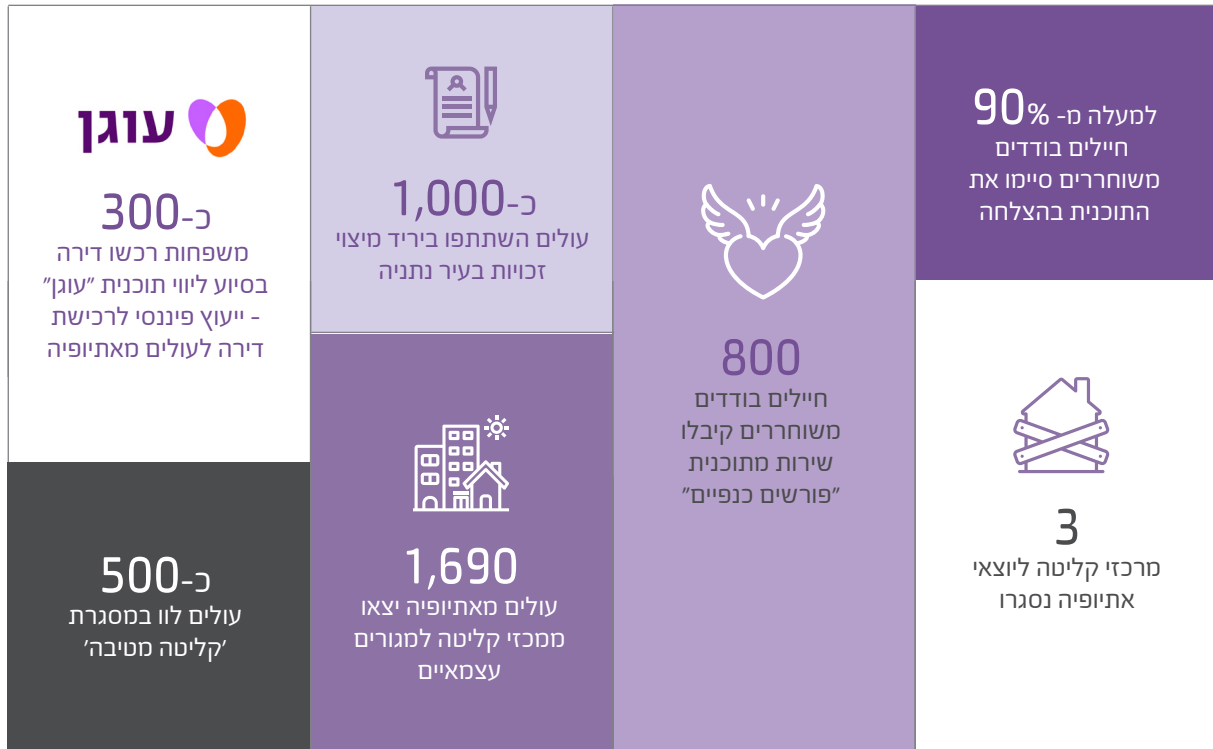 למעלה מ- 90%
חיילים בודדים
משוחררים סיימו את
התוכנית בהצלחה
3
מרכזי קליטה ליוצאי
אתיופיה נסגרו
800
חיילים בודדים
משוחררים קיבלו
שירות מתוכנית
"פורשים כנפיים"
כ-1,000
עולים השתתפו ביריד מיצוי
זכויות בעיר נתניה
1,690
עולים מאתיופיה יצאו
ממכזי קליטה למגורים
עצמאיים
עוגן
כ-300
משפחות רכשו דירה
בסיוע ליווי תוכנית "עוגן"
- ייעוץ פיננסי לרכישת
דירה לעולים מאתיופיה
כ-500
עולים לוו במסגרת
'קליטה מטיבה'